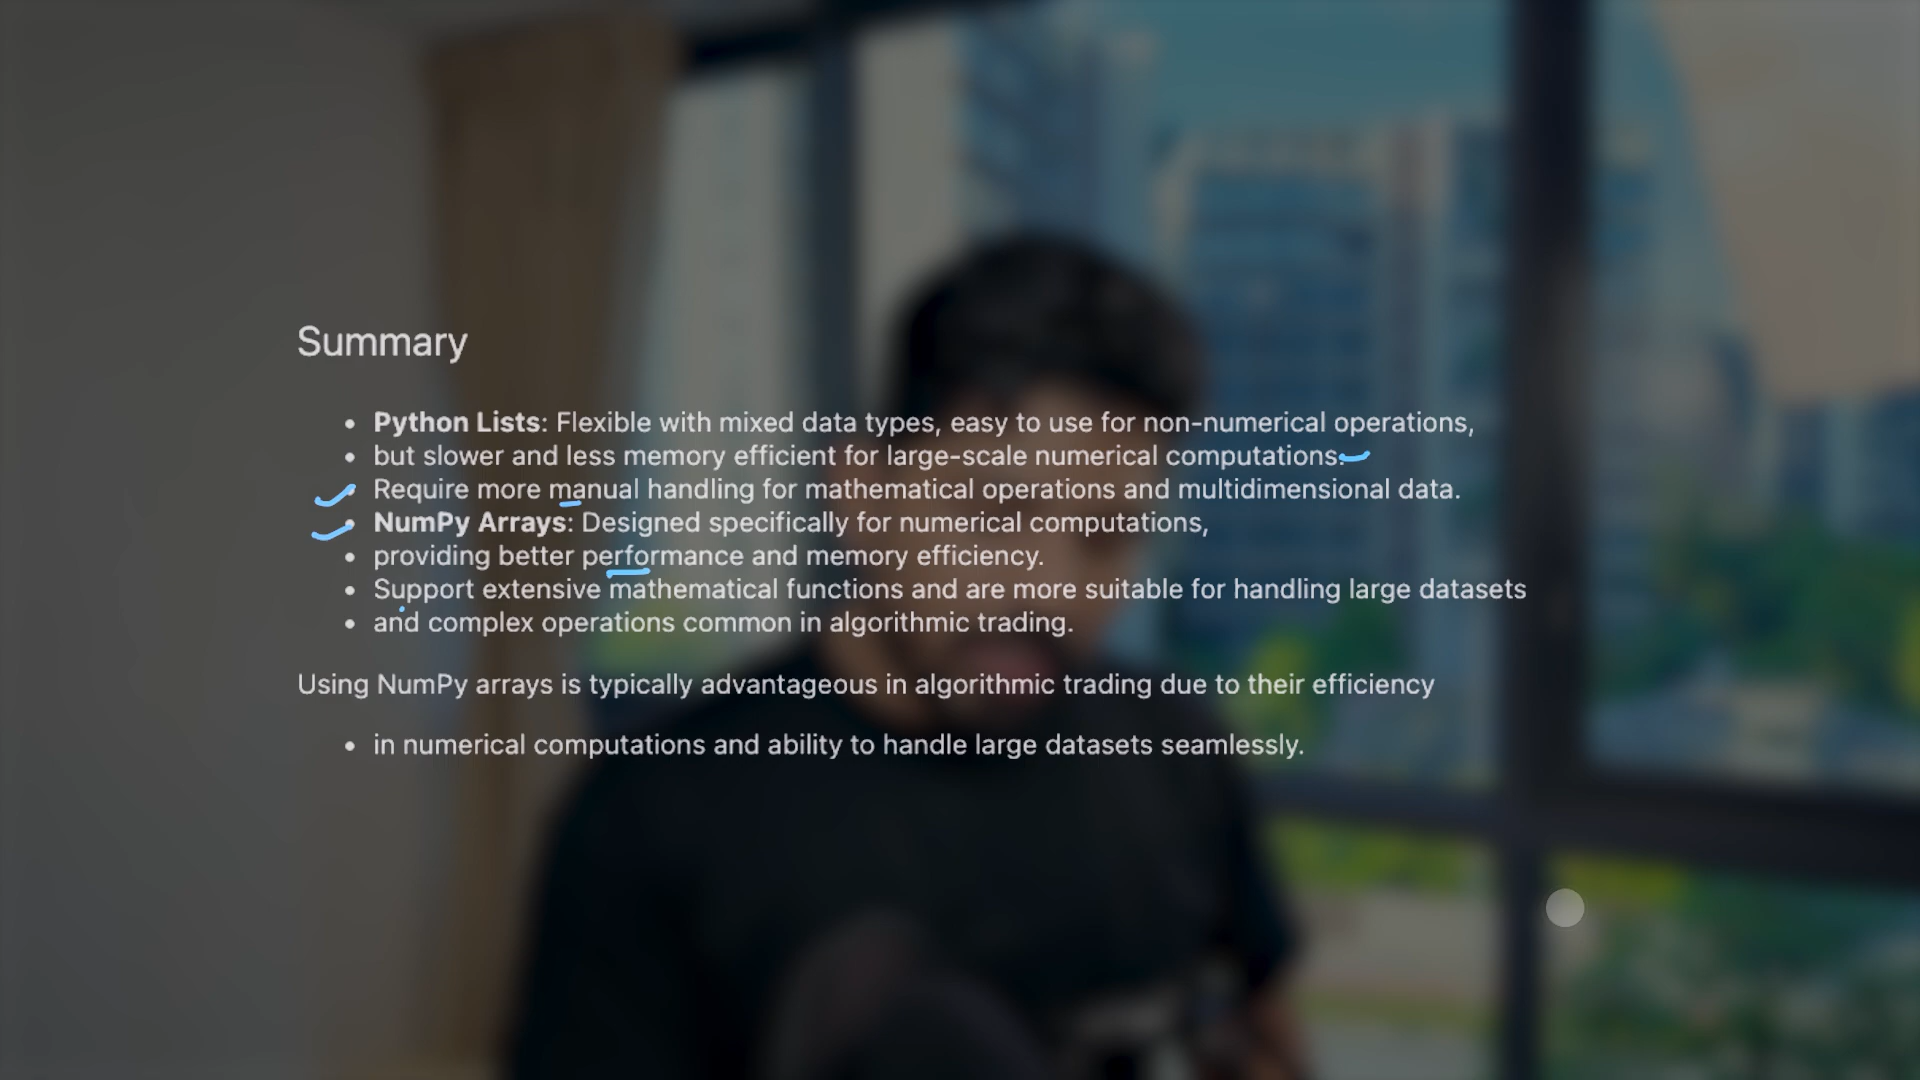 Summary
• Python Lists: Flexible with mixed data types, easy to use for non-numerical operations,
• but slower and less memory efficient for large-scale numerical computations.
• Require more manual handling for mathematical operations and multidimensional data.
• NumPy Arrays: Designed specifically for numerical computations,
• providing better performance and memory efficiency.
• Support extensive mathematical functions and are more suitable for handling large datasets
• and complex operations common in algorithmic trading.
Using NumPy arrays is typically advantageous in algorithmic trading due to their efficiency
• in numerical computations and ability to handle large datasets seamlessly.